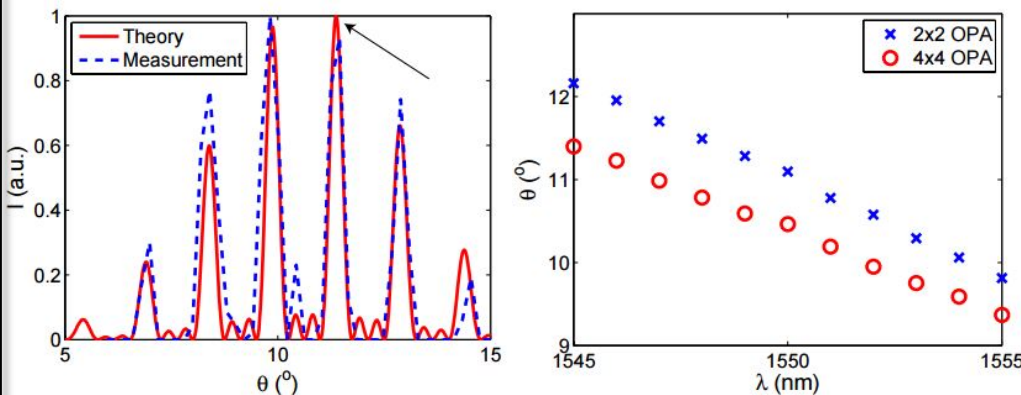 1
0.8
0.6
0.4
0.2
0
I (a.u.)
Theory
Measurement
5
10
15
θ (°)
12
11
10
9
θ (°)
2x2 OPA
4x4 OPA
1545
1550
1555
λ (nm)